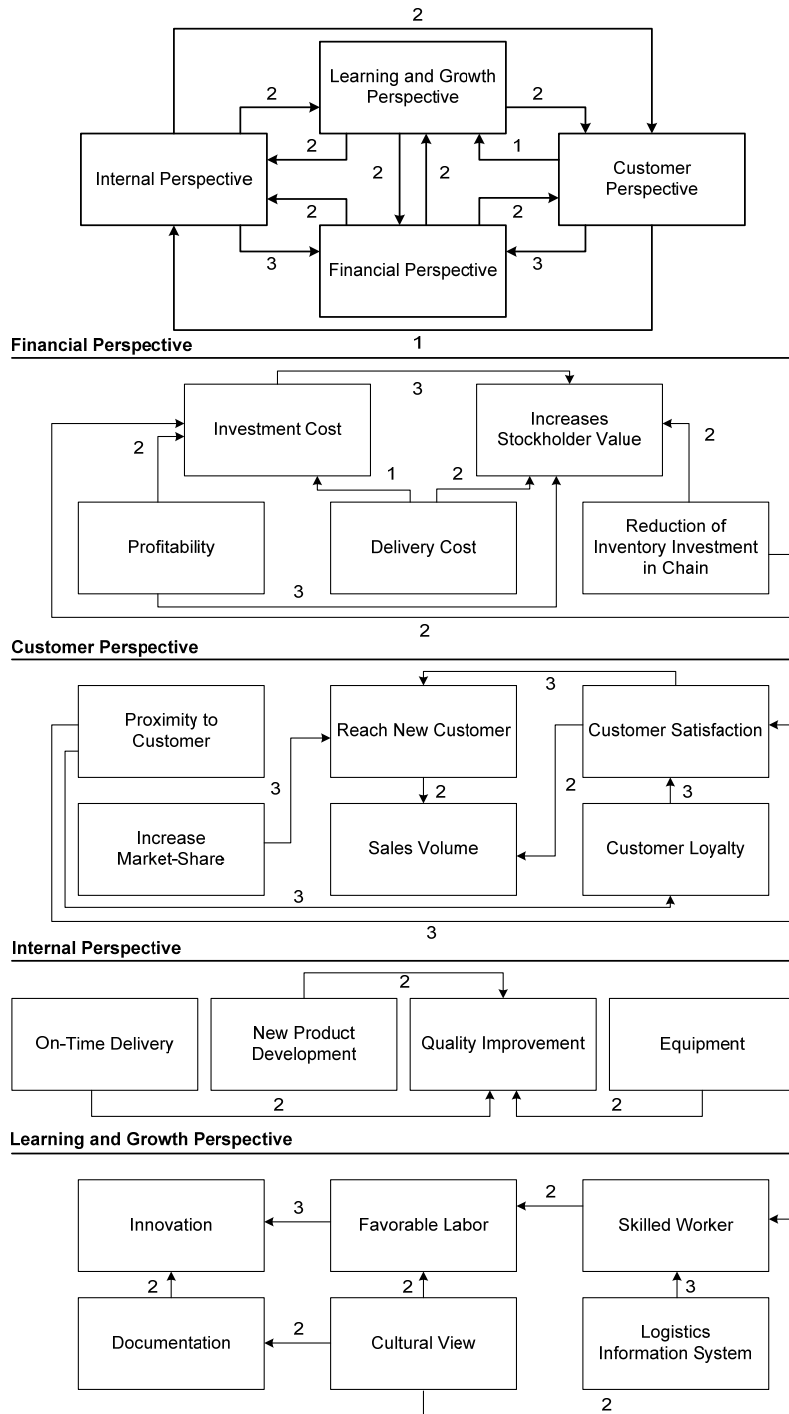 2
Learning and Growth
Perspective
2
2
2
1
Internal Perspective
2
2
Customer
Perspective
2
2
3
3
Financial Perspective
1
Financial Perspective
3
Investment Cost
Increases
Stockholder Value
2
2
1
2
Profitability
Delivery Cost
Reduction of
Inventory Investment
in Chain
3
2
Customer Perspective
3
Proximity to
Customer
Reach New Customer
Customer Satisfaction
3
2
2
3
Increase
Market-Share
Sales Volume
Customer Loyalty
3
3
Internal Perspective
2
On-Time Delivery
New Product
Development
Quality Improvement
Equipment
2
2
Learning and Growth Perspective
2
3
Innovation
Favorable Labor
Skilled Worker
2
2
3
2
Documentation
Cultural View
Logistics
Information System
2